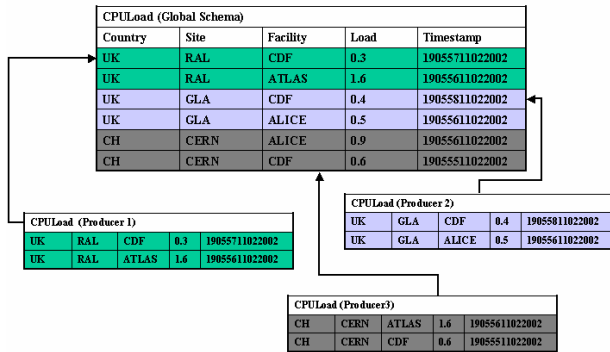 CPULoad (Global Schema)
Country Site Facility Load Timestamp
UK RAL CDF 0.3 19055711022002
UK RAL ATLAS 1.6 19055611022002
UK GLA CDF 0.4 19055811022002
UK GLA ALICE 0.5 19055611022002
CH CERN ALICE 0.9 19055611022002
CH CERN CDF 0.6 19055511022002
CPULoad (Producer 1)
UK RAL CDF 0.3 19055711022002
UK RAL ATLAS 1.6 19055611022002
CPULoad (Producer 2)
UK GLA CDF 0.4 19055811022002
UK GLA ALICE 0.5 19055611022002
CPULoad (Producer3)
CH CERN ATLAS 1.6 19055611022002
CH CERN CDF 0.6 19055511022002